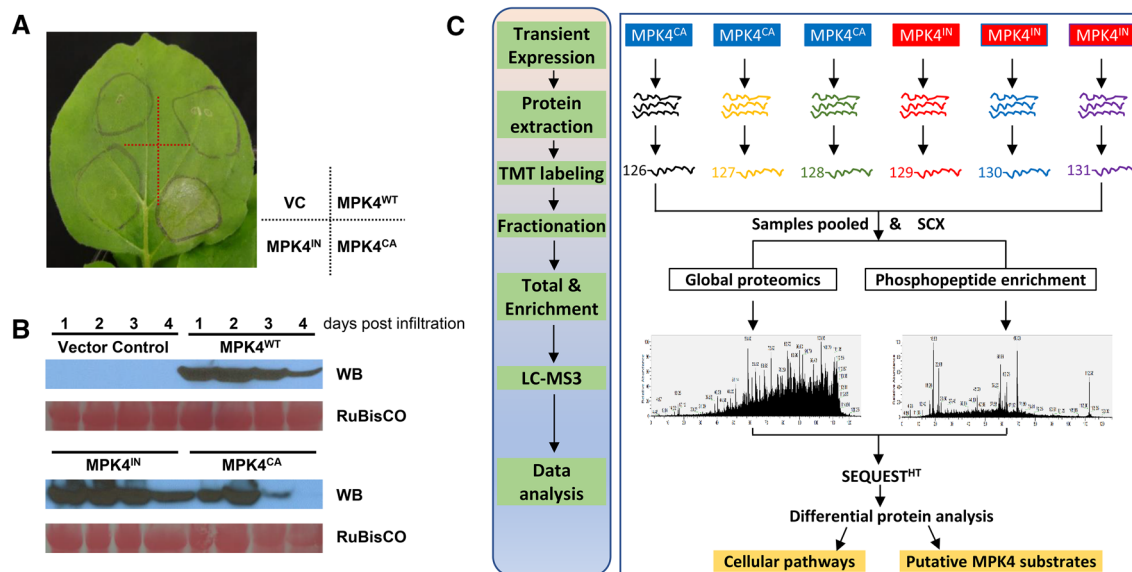 A
VC
MPK4WT
MPK4IN
MPK4CA
B
1 2 3 4 1 2 3 4 days post infiltration
Vector Control MPK4WT
WB
RuBisCO
MPK4IN MPK4CA
WB
RuBisCO
C
Transient
Expression
Protein
extraction
TMT labeling
Fractionation
Total &
Enrichment
LC-MS3
Data
analysis
MPK4CA MPK4CA MPK4CA MPK4IN MPK4IN MPK4IN
126 127 128 129 130 131
Samples pooled & SCX
Global proteomics
Phosphopeptide enrichment
SEQUESTHT
Differential protein analysis
Cellular pathways
Putative MPK4 substrates